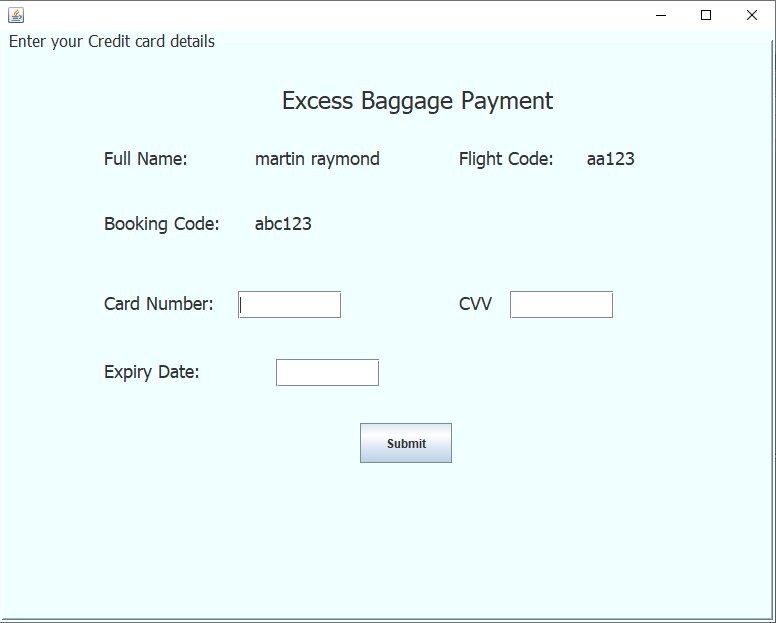 Enter your Credit card details
Excess Baggage Payment
Full Name: martin raymond Flight Code: aa123
Booking Code: abc123
Card Number: CVV
Expiry Date:
Submit